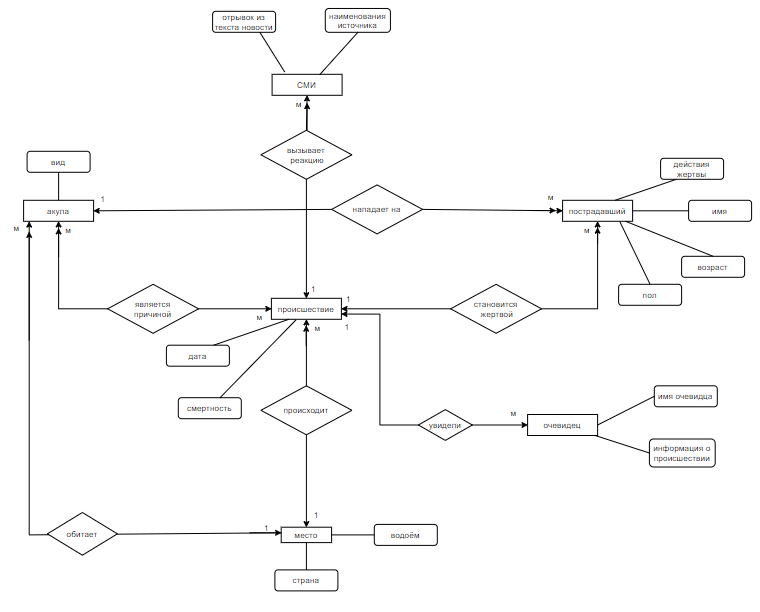 отрывок из
текста новости
наименования
источника
СМИ
м
вызывает
реакцию
вид
действия
жертвы
1
м
акула
нападает на
пострадавший
имя
м
м
м
возраст
1
1
пол
является
причиной
происшествие
становится
жертвой
м
м
1
дата
смертность
происходит
имя очевидца
м
увидели
очевидец
информация о
происшествии
1
1
обитает
место
водоём
страна